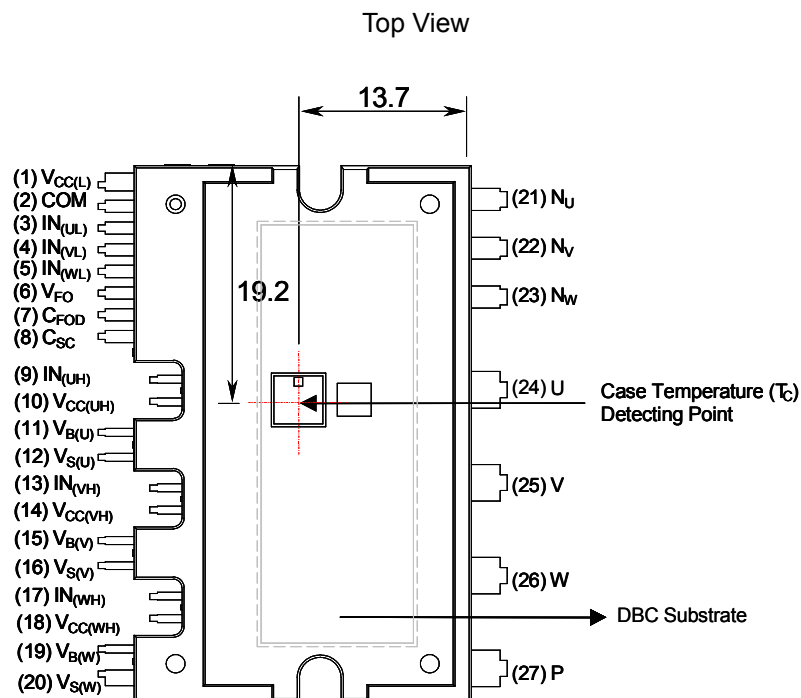 Top View
13.7
(1) VCC(L)
(2) COM
(3) IN(UL)
(4) IN(VL)
(5) IN(WL)
(6) VFO
(7) CFOD
(8) CSC
(9) IN(UH)
(10) VCC(UH)
(11) VB(U)
(12) VS(U)
(13) IN(VH)
(14) VCC(VH)
(15) VB(V)
(16) VS(V)
(17) IN(WH)
(18) VCC(WH)
(19) VB(W)
(20) VS(W)
19.2
(21) NU
(22) NV
(23) NW
(24) U
(25) V
(26) W
(27) P
Case Temperature (TC)
Detecting Point
DBC Substrate